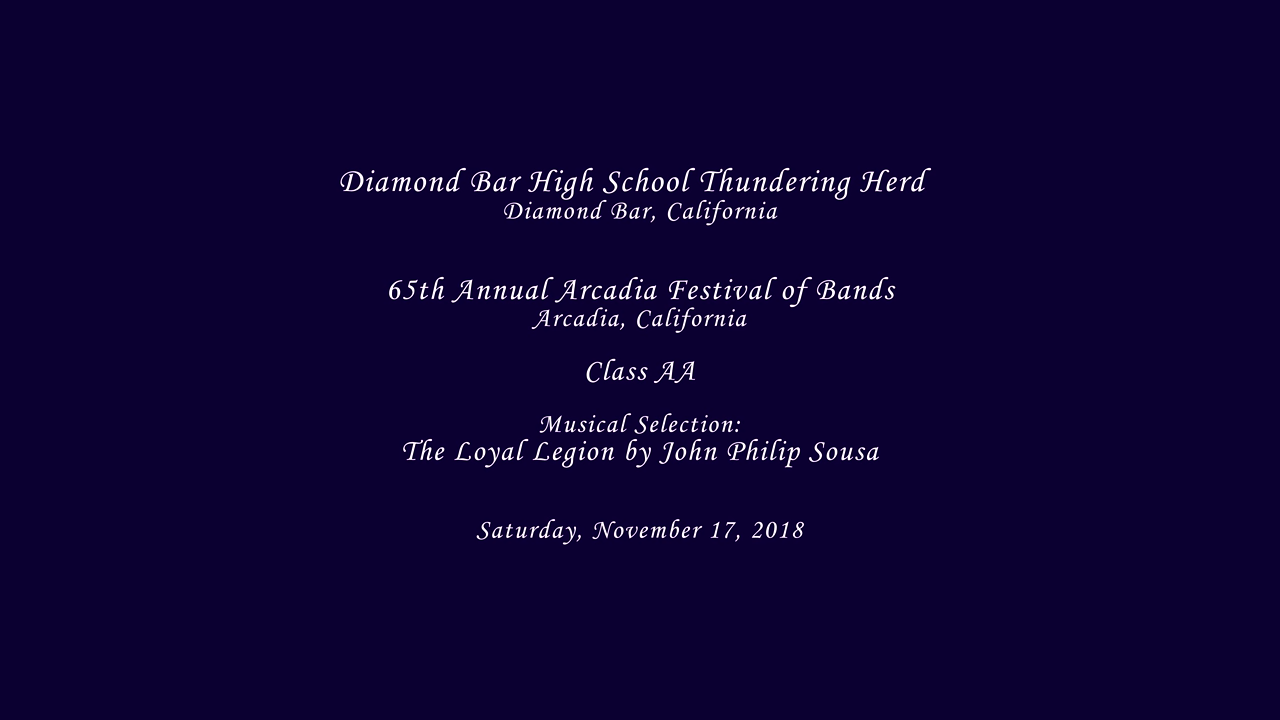 Diamond Bar High School Thundering Herd
Diamond Bar, California
65th Annual Arcadia Festival of Bands
Arcadia, California
Class AA
Musical Selection:
The Loyal Legion by John Philip Sousa
Saturday, November 17, 2018